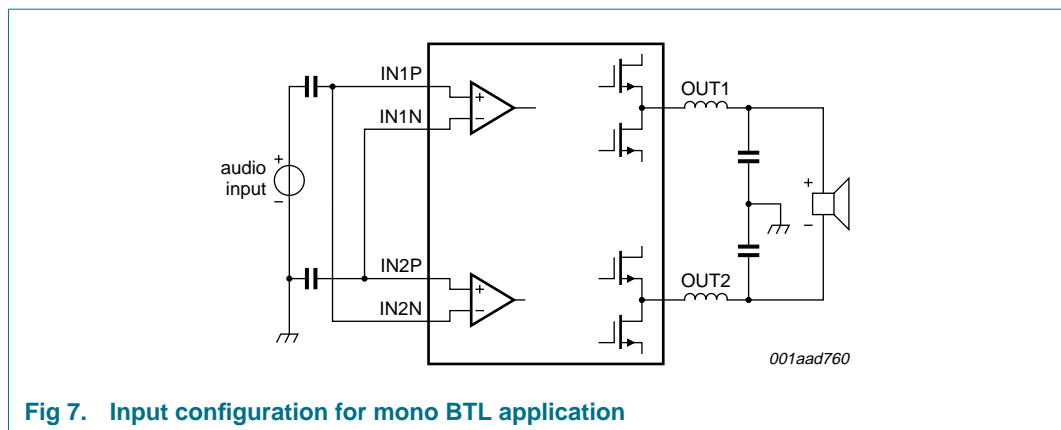 IN1P
IN1N
audio
input
+
−
IN2P
IN2N
+
−
+
−
OUT1
OUT2
+
−
001aad760
Fig 7. Input configuration for mono BTL application